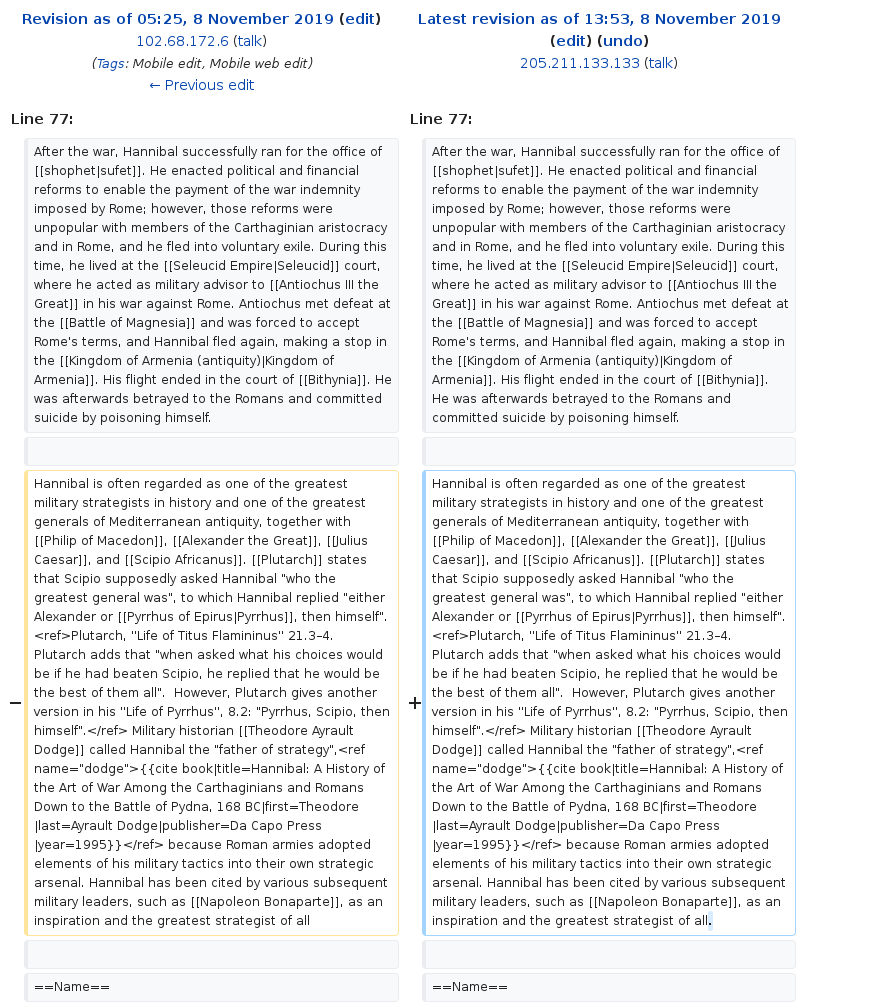 Revision as of 05:25, 8 November 2019 (edit)
102.68.172.6 (talk)
(Tags: Mobile edit, Mobile web edit)
← Previous edit
Latest revision as of 13:53, 8 November 2019
(edit) (undo)
205.211.133.133 (talk)
Line 77:
After the war, Hannibal successfully ran for the office of
[[shophet|sufet]]. He enacted political and financial
reforms to enable the payment of the war indemnity
imposed by Rome; however, those reforms were
unpopular with members of the Carthaginian aristocracy
and in Rome, and he fled into voluntary exile. During this
time, he lived at the [[Seleucid Empire|Seleucid]] court,
where he acted as military advisor to [[Antiochus III the
Great]] in his war against Rome. Antiochus met defeat at
the [[Battle of Magnesia]] and was forced to accept
Rome's terms, and Hannibal fled again, making a stop in
the [[Kingdom of Armenia (antiquity)|Kingdom of
Armenia]]. His flight ended in the court of [[Bithynia]]. He
was afterwards betrayed to the Romans and committed
suicide by poisoning himself.
−
Hannibal is often regarded as one of the greatest
military strategists in history and one of the greatest
generals of Mediterranean antiquity, together with
[[Philip of Macedon]], [[Alexander the Great]], [[Julius
Caesar]], and [[Scipio Africanus]]. [[Plutarch]] states
that Scipio supposedly asked Hannibal "who the
greatest general was", to which Hannibal replied "either
Alexander or [[Pyrrhus of Epirus|Pyrrhus]], then himself".
<ref>Plutarch, ''Life of Titus Flamininus'' 21.3–4.
Plutarch adds that "when asked what his choices would
be if he had beaten Scipio, he replied that he would be
the best of them all".  However, Plutarch gives another
version in his ''Life of Pyrrhus'', 8.2: "Pyrrhus, Scipio, then
himself".</ref> Military historian [[Theodore Ayrault
Dodge]] called Hannibal the "father of strategy",<ref
name="dodge">{{cite book|title=Hannibal: A History of
the Art of War Among the Carthaginians and Romans
Down to the Battle of Pydna, 168 BC|first=Theodore
|last=Ayrault Dodge|publisher=Da Capo Press
|year=1995}}</ref> because Roman armies adopted
elements of his military tactics into their own strategic
arsenal. Hannibal has been cited by various subsequent
military leaders, such as [[Napoleon Bonaparte]], as an
inspiration and the greatest strategist of all
==Name==
Line 77:
After the war, Hannibal successfully ran for the office of
[[shophet|sufet]]. He enacted political and financial
reforms to enable the payment of the war indemnity
imposed by Rome; however, those reforms were
unpopular with members of the Carthaginian aristocracy
and in Rome, and he fled into voluntary exile. During this
time, he lived at the [[Seleucid Empire|Seleucid]] court,
where he acted as military advisor to [[Antiochus III the
Great]] in his war against Rome. Antiochus met defeat at
the [[Battle of Magnesia]] and was forced to accept
Rome's terms, and Hannibal fled again, making a stop in
the [[Kingdom of Armenia (antiquity)|Kingdom of
Armenia]]. His flight ended in the court of [[Bithynia]].
He was afterwards betrayed to the Romans and
committed suicide by poisoning himself.
+
Hannibal is often regarded as one of the greatest
military strategists in history and one of the greatest
generals of Mediterranean antiquity, together with
[[Philip of Macedon]], [[Alexander the Great]], [[Julius
Caesar]], and [[Scipio Africanus]]. [[Plutarch]] states
that Scipio supposedly asked Hannibal "who the
greatest general was", to which Hannibal replied "either
Alexander or [[Pyrrhus of Epirus|Pyrrhus]], then himself".
<ref>Plutarch, ''Life of Titus Flamininus'' 21.3–4.
Plutarch adds that "when asked what his choices would
be if he had beaten Scipio, he replied that he would be
the best of them all".  However, Plutarch gives another
version in his ''Life of Pyrrhus'', 8.2: "Pyrrhus, Scipio, then
himself".</ref> Military historian [[Theodore Ayrault
Dodge]] called Hannibal the "father of strategy",<ref
name="dodge">{{cite book|title=Hannibal: A History of
the Art of War Among the Carthaginians and Romans
Down to the Battle of Pydna, 168 BC|first=Theodore
|last=Ayrault Dodge|publisher=Da Capo Press
|year=1995}}</ref> because Roman armies adopted
elements of his military tactics into their own strategic
arsenal. Hannibal has been cited by various subsequent
military leaders, such as [[Napoleon Bonaparte]], as an
inspiration and the greatest strategist of all.
==Name==